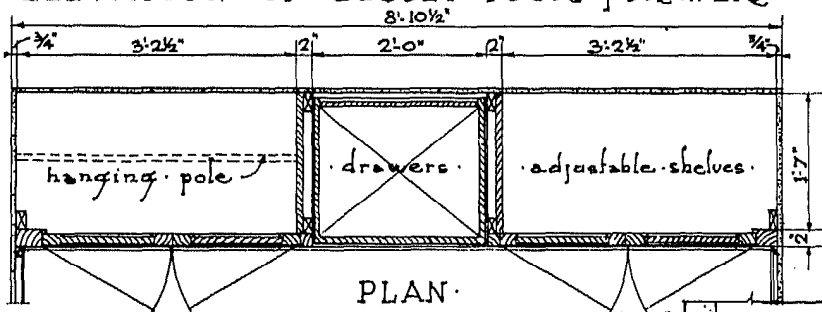 8'-10½"
¾" 3'-2½" 2" 2'-0" 2" 3'-2½" ¾"
hanging · pole · drawers · · adjustable · shelves ·
1'-7"
2"
PLAN ·